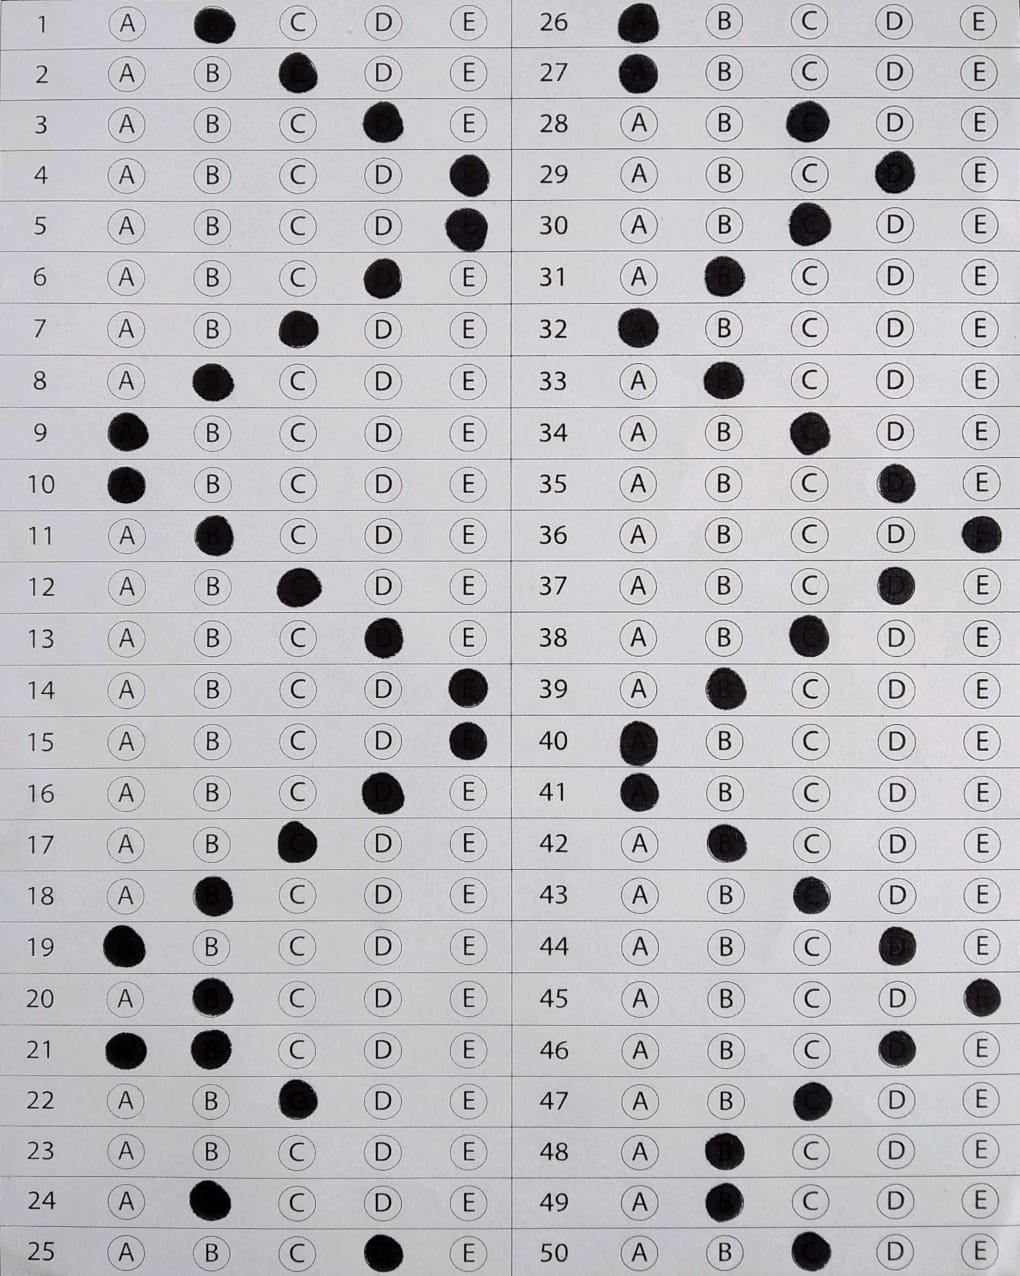 1 A C D E 26 B C D E
2 A B D E 27 A B C D E
3 A B C E 28 A B C D E
4 A B C D E 29 A B C D E
5 A B C D E 30 A B C D E
6 A B C D E 31 A B C D E
7 A B C D E 32 A B C D E
8 A B C D E 33 A B C D E
9 A B C D E 34 A B C D E
10 A B C D E 35 A B C D E
11 A B C D E 36 A B C D E
12 A B C D E 37 A B C D E
13 A B C D E 38 A B C D E
14 A B C D E 39 A B C D E
15 A B C D E 40 A B C D E
16 A B C D E 41 A B C D E
17 A B C D E 42 A B C D E
18 A B C D E 43 A B C D E
19 B C D E 44 A B C D E
20 A B C D E 45 A B C D E
21 B C D E 46 A B C D E
22 A B C D E 47 A B C D E
23 A B C D E 48 A B C D E
24 A C D E 49 A B C D E
25 A B C E 50 A B C D E